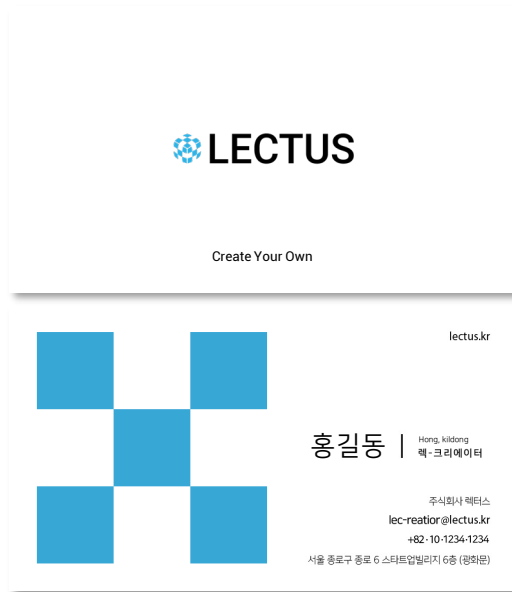 LECTUS
Create Your Own
lectus.kr
홍길동
Hong, kildong
렉-크리에이터
주식회사 렉터스
lec-reatior@lectus.kr
+82·10·1234·1234
서울 종로구 종로 6 스타트업빌리지 6층 (광화문)